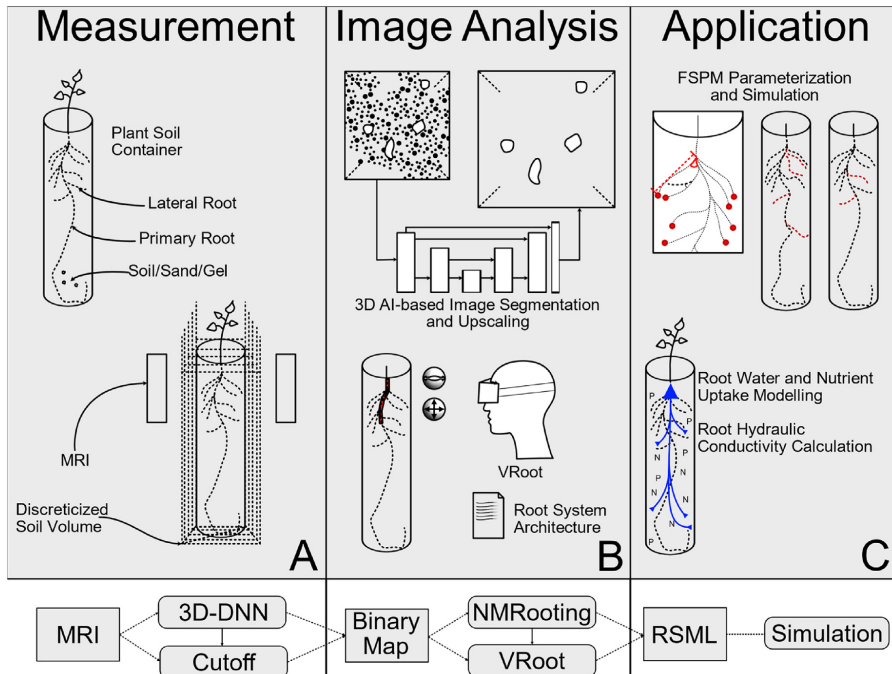 Measurement
Plant Soil
Container
Lateral Root
Primary Root
Soil/Sand/Gel
MRI
Discreticized
Soil Volume
A
Image Analysis
3D AI-based Image Segmentation
and Upscaling
VRoot
Root System
Architecture
B
Application
FSPM Parameterization
and Simulation
Root Water and Nutrient
Uptake Modelling
Root Hydraulic
Conductivity Calculation
P
P
P
N
N
P
N
N
P
N
N
N
P
C
MRI
3D-DNN
Cutoff
Binary
Map
NMRooting
VRoot
RSML
Simulation